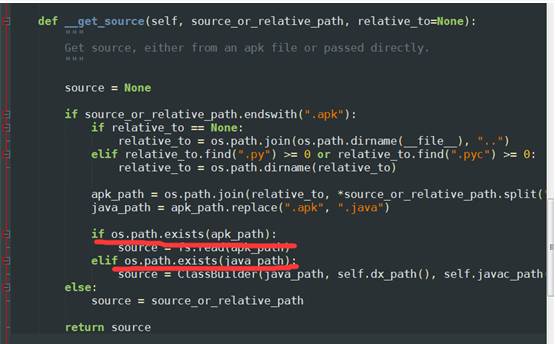 def __get_source(self, source_or_relative_path, relative_to=None):
"""
Get source, either from an apk file or passed directly.
"""
source = None
if source_or_relative_path.endswith(".apk"):
if relative_to == None:
relative_to = os.path.join(os.path.dirname(__file__), "..")
elif relative_to.find(".py") >= 0 or relative_to.find(".pyc") >= 0:
relative_to = os.path.dirname(relative_to)
apk_path = os.path.join(relative_to, *source_or_relative_path.split("
java_path = apk_path.replace(".apk", ".java")
if os.path.exists(apk_path):
source = fs.read(apk_path)
elif os.path.exists(java_path):
source = ClassBuilder(java_path, self.dx_path(), self.javac_path
else:
source = source_or_relative_path
return source